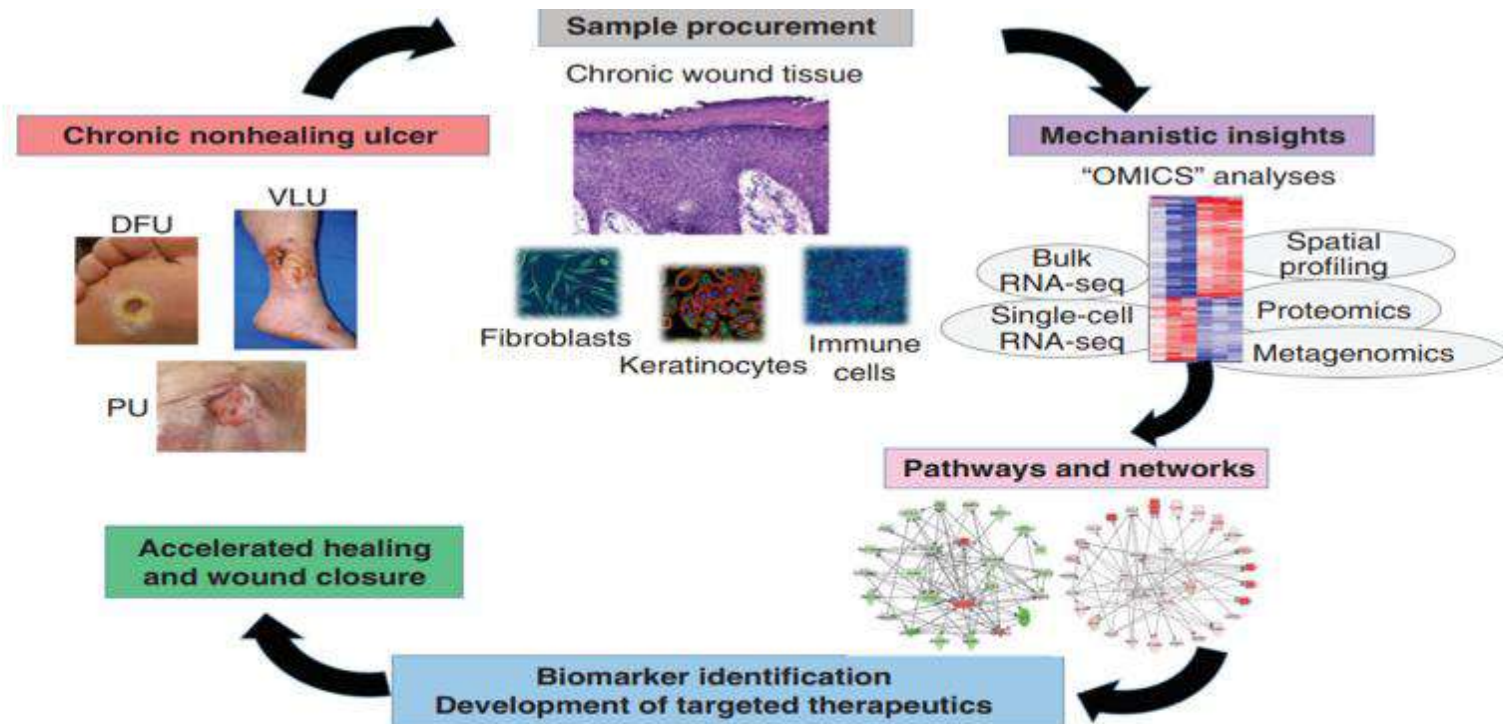 Sample procurement
Chronic wound tissue
Fibroblasts
Keratinocytes
Immune
cells
Chronic nonhealing ulcer
VLU
DFU
PU
Mechanistic insights
“OMICS” analyses
Bulk
RNA-seq
Single-cell
RNA-seq
Spatial
profiling
Proteomics
Metagenomics
Pathways and networks
Biomarker identification
Development of targeted therapeutics
Accelerated healing
and wound closure